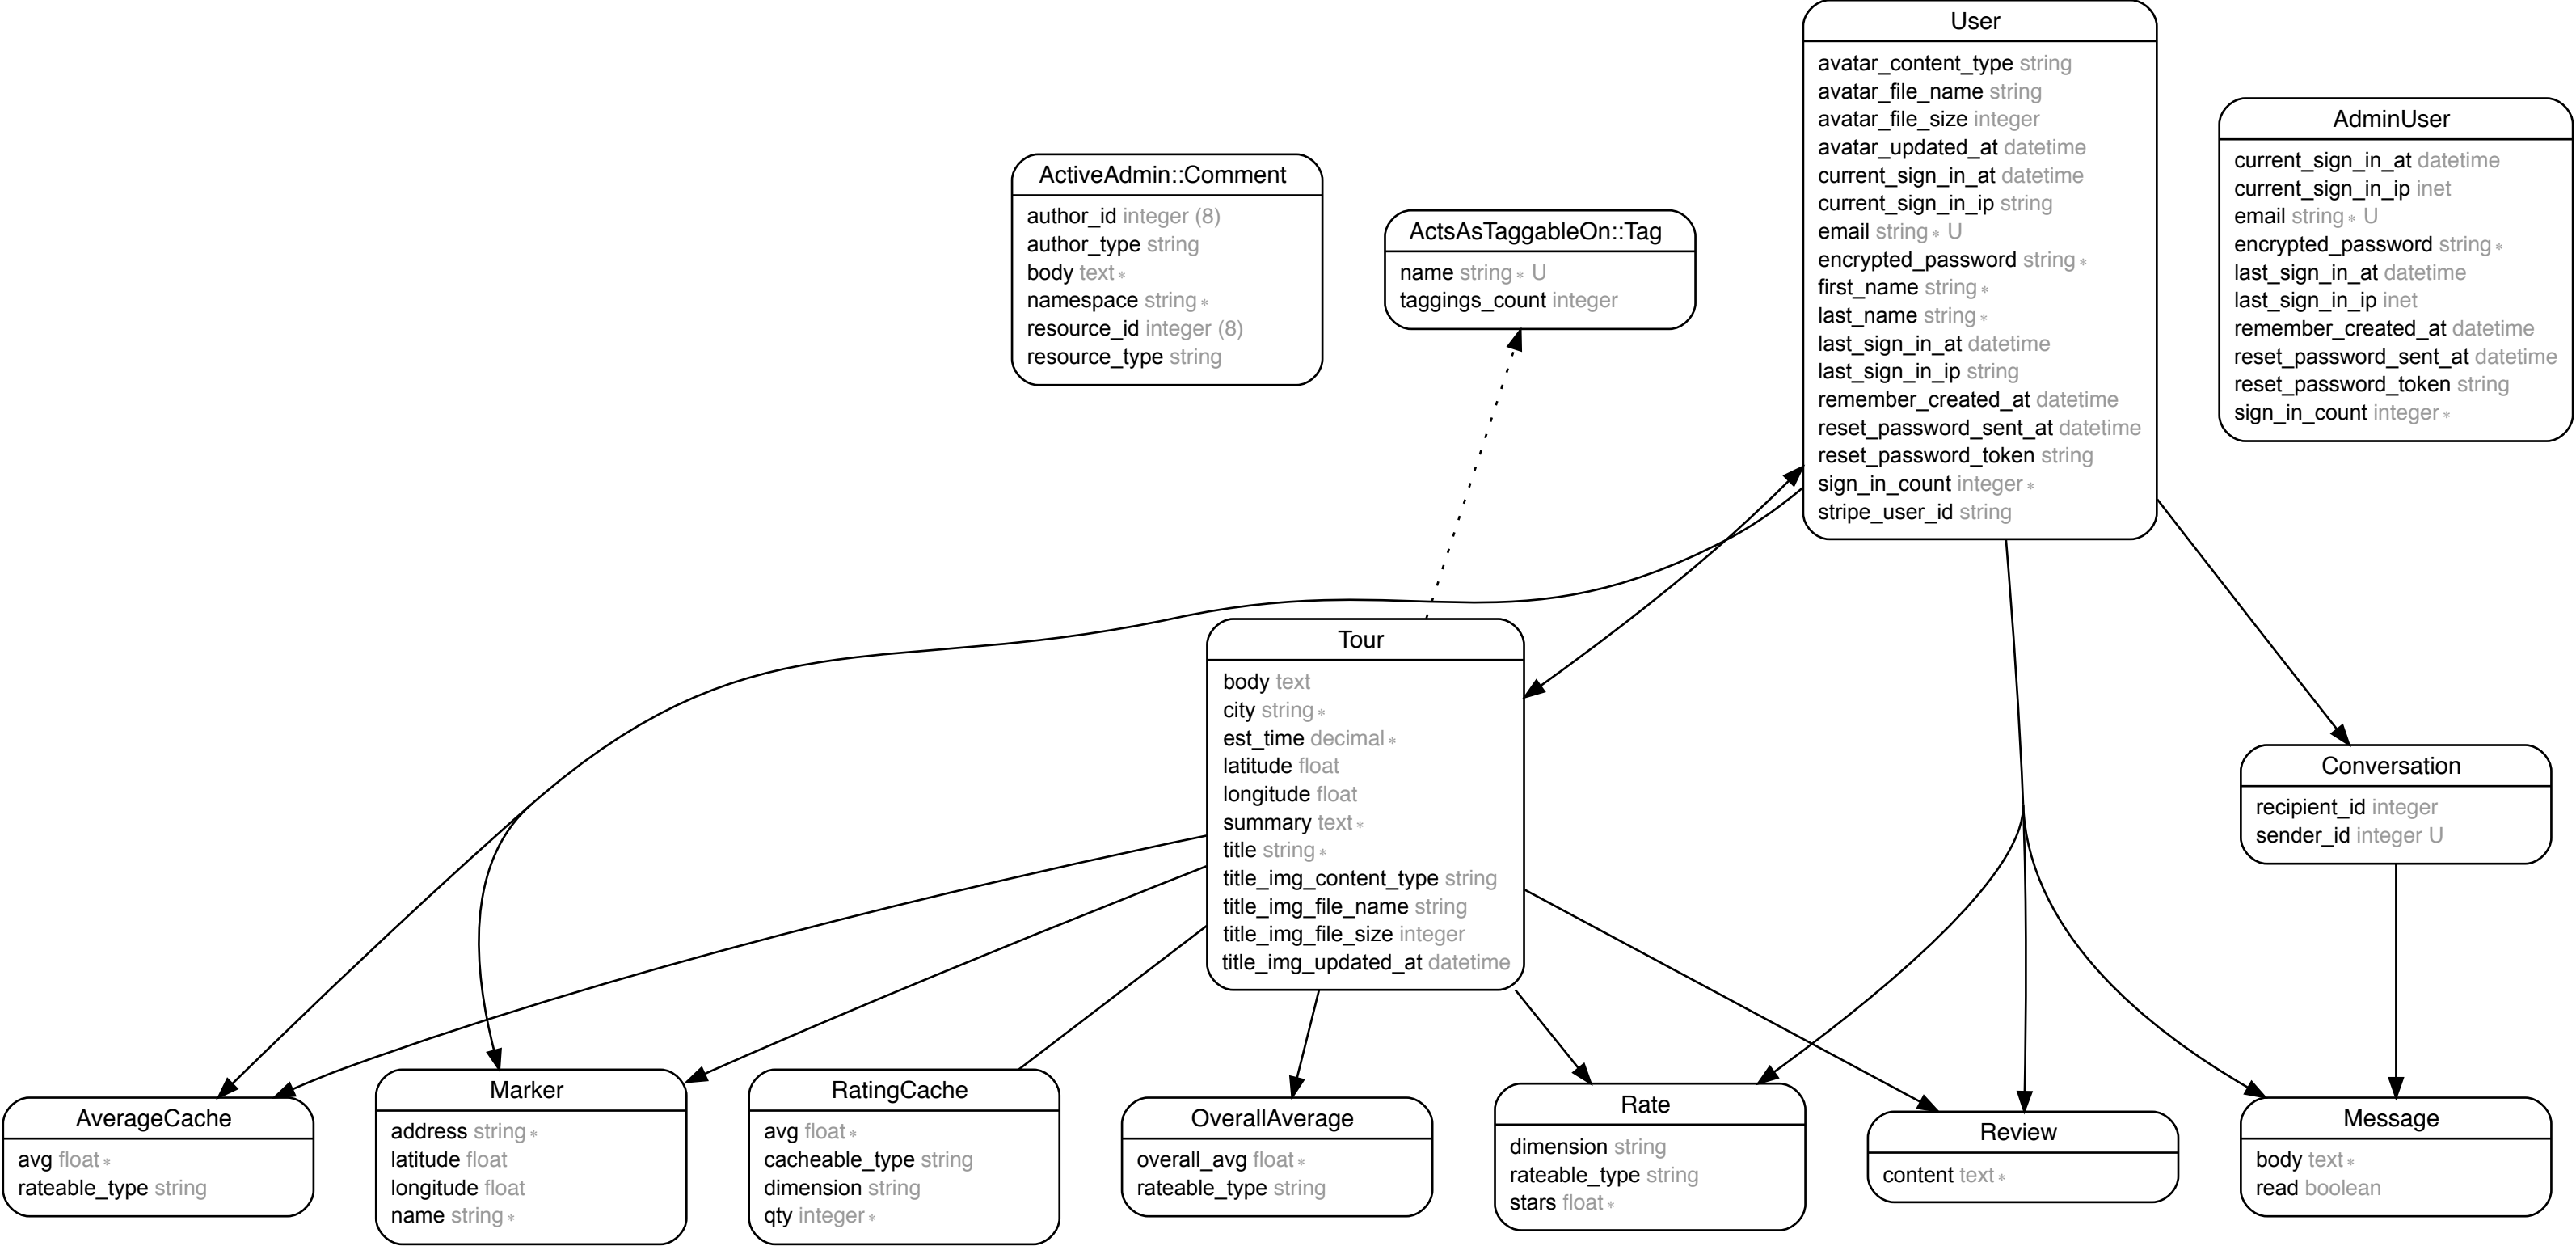 User
avatar_content_type string
avatar_file_name string
avatar_file_size integer
avatar_updated_at datetime
current_sign_in_at datetime
current_sign_in_ip string
email string∗ U
encrypted_password string∗
first_name string∗
last_name string∗
last_sign_in_at datetime
last_sign_in_ip string
remember_created_at datetime
reset_password_sent_at datetime
reset_password_token string
sign_in_count integer∗
stripe_user_id string
AdminUser
current_sign_in_at datetime
current_sign_in_ip inet
email string∗ U
encrypted_password string∗
last_sign_in_at datetime
last_sign_in_ip inet
remember_created_at datetime
reset_password_sent_at datetime
reset_password_token string
sign_in_count integer∗
ActiveAdmin::Comment
author_id integer (8)
author_type string
body text∗
namespace string∗
resource_id integer (8)
resource_type string
ActsAsTaggableOn::Tag
name string∗ U
taggings_count integer
Tour
body text
city string∗
est_time decimal∗
latitude float
longitude float
summary text∗
title string∗
title_img_content_type string
title_img_file_name string
title_img_file_size integer
title_img_updated_at datetime
Conversation
recipient_id integer
sender_id integer U
AverageCache
avg float∗
rateable_type string
Marker
address string∗
latitude float
longitude float
name string∗
RatingCache
avg float∗
cacheable_type string
dimension string
qty integer∗
OverallAverage
overall_avg float∗
rateable_type string
Rate
dimension string
rateable_type string
stars float∗
Review
content text∗
Message
body text∗
read boolean